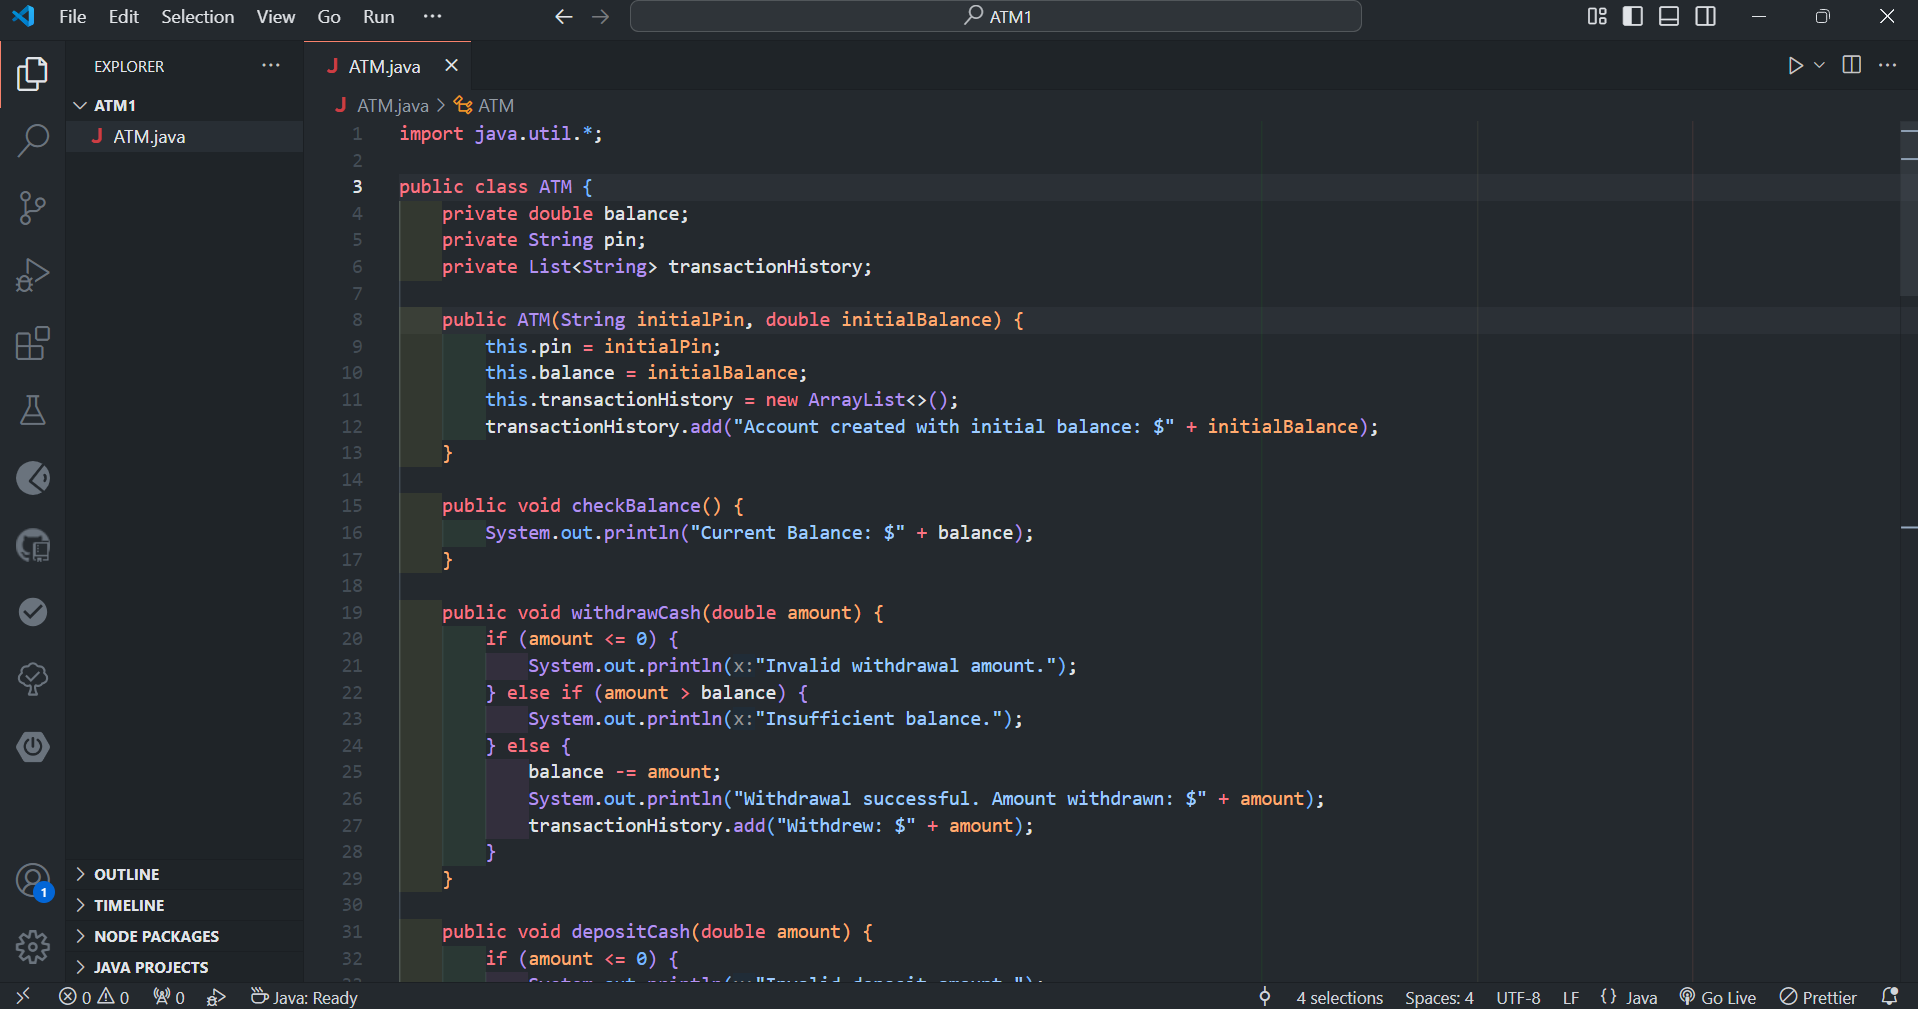 File Edit Selection View Go Run ··· ATM1
EXPLORER ···
ATM1
ATM.java
OUTLINE
TIMELINE
NODE PACKAGES
JAVA PROJECTS
1
ATM.java
ATM.java > ATM
1 import java.util.*;
2
3 public class ATM {
4     private double balance;
5     private String pin;
6     private List<String> transactionHistory;
7
8     public ATM(String initialPin, double initialBalance) {
9         this.pin = initialPin;
10         this.balance = initialBalance;
11         this.transactionHistory = new ArrayList<>();
12         transactionHistory.add("Account created with initial balance: $" + initialBalance);
13     }
14
15     public void checkBalance() {
16         System.out.println("Current Balance: $" + balance);
17     }
18
19     public void withdrawCash(double amount) {
20         if (amount <= 0) {
21             System.out.println(x:"Invalid withdrawal amount.");
22         } else if (amount > balance) {
23             System.out.println(x:"Insufficient balance.");
24         } else {
25             balance -= amount;
26             System.out.println("Withdrawal successful. Amount withdrawn: $" + amount);
27             transactionHistory.add("Withdrew: $" + amount);
28         }
29     }
30
31     public void depositCash(double amount) {
32         if (amount <= 0) {
33             System.out.println(x:"Invalid deposit amount.");
0 0 0 Java: Ready 4 selections Spaces: 4 UTF-8 LF {} Java Go Live Prettier